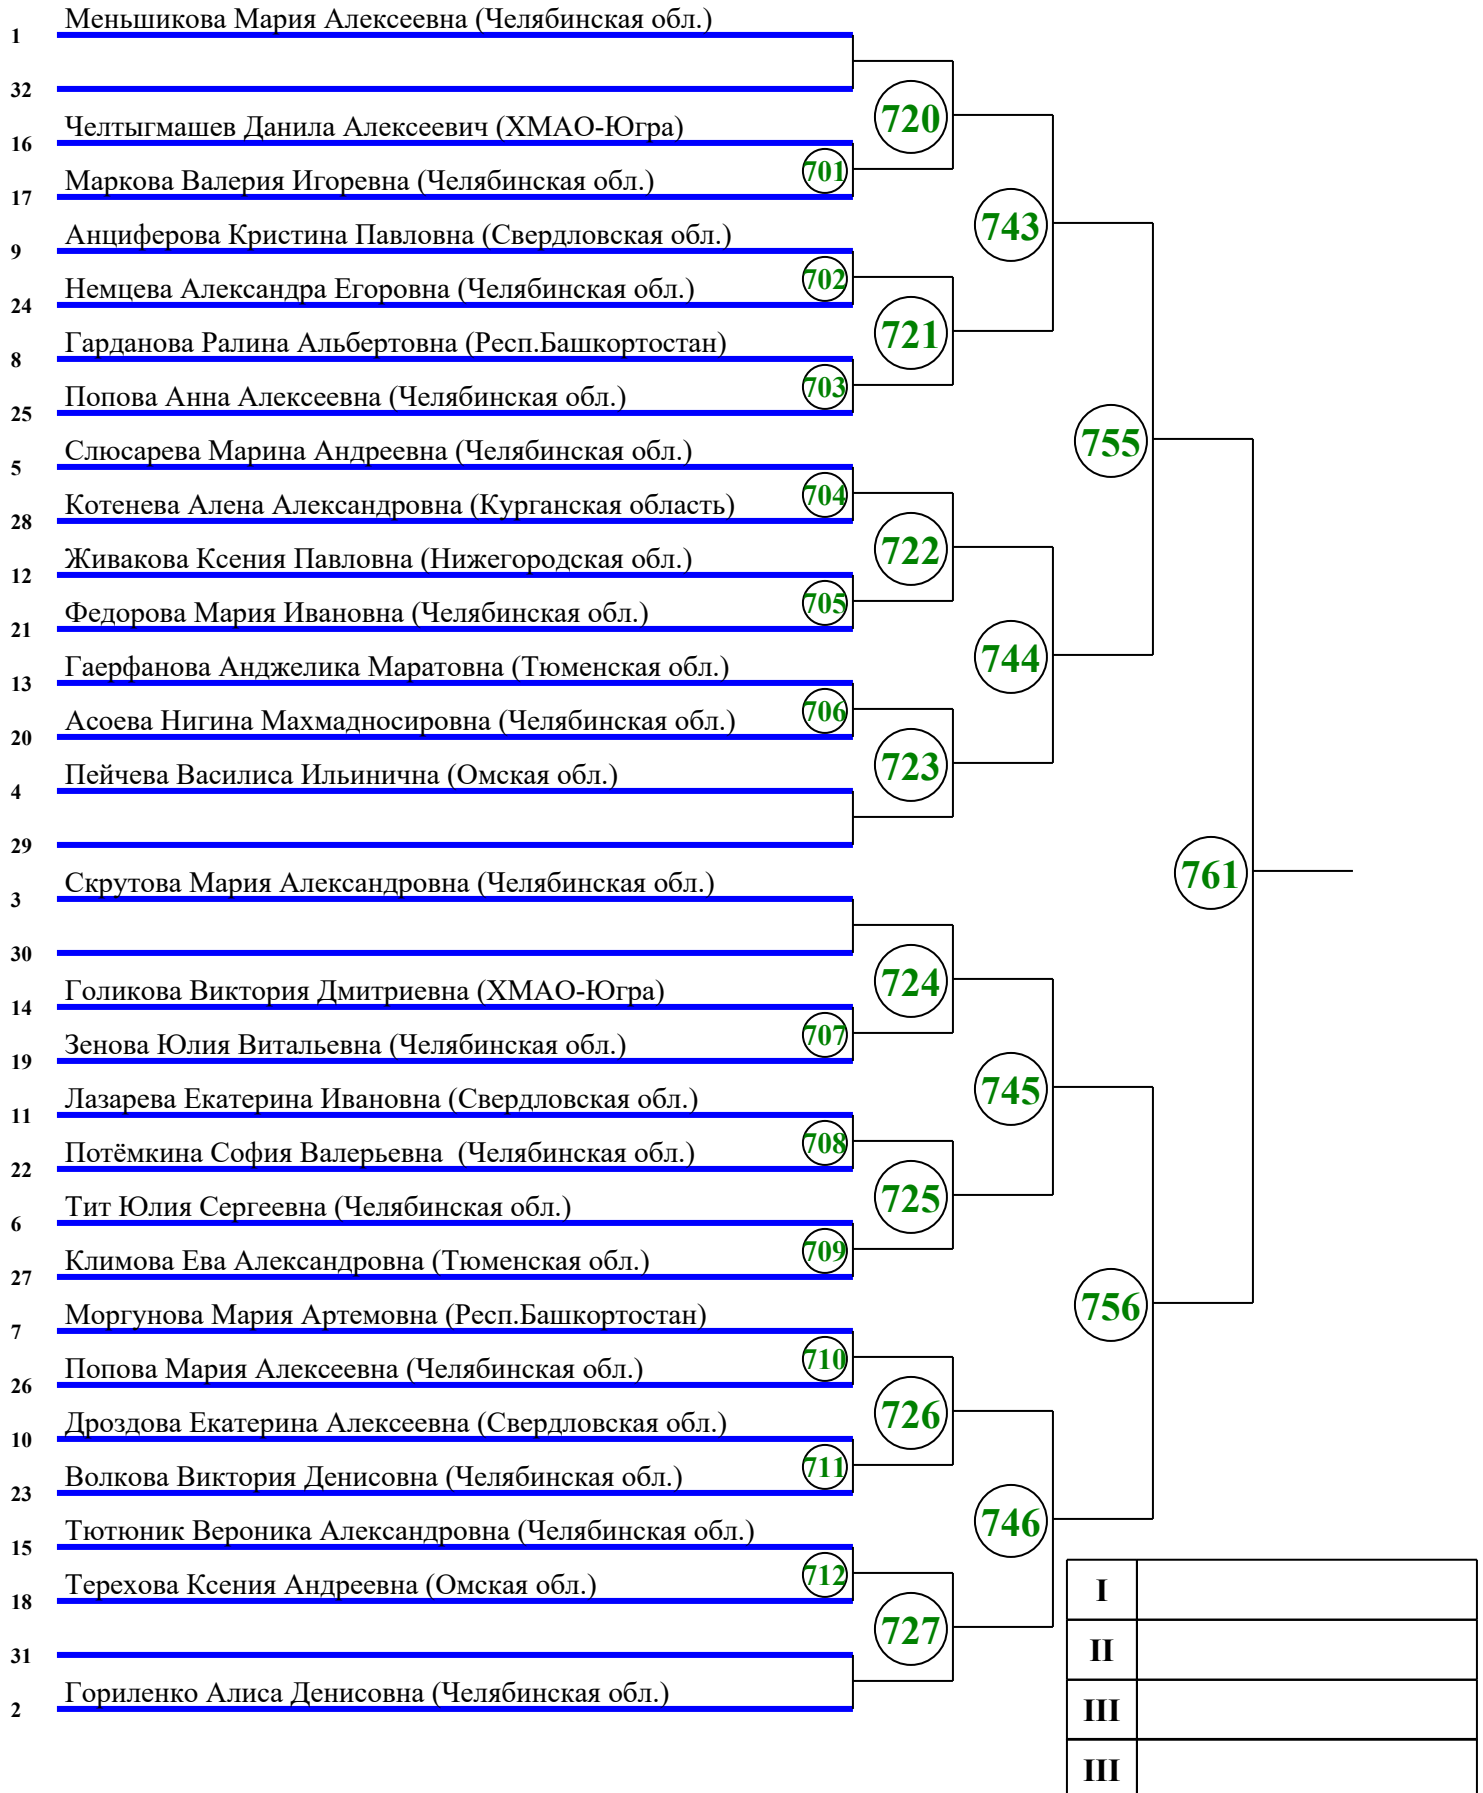 Меньшикова Мария Алексеевна (Челябинская обл.)
1
32
720
Челтыгмашев Данила Алексеевич (ХМАО-Югра)
16
701
Маркова Валерия Игоревна (Челябинская обл.)
17
743
Анциферова Кристина Павловна (Свердловская обл.)
9
702
Немцева Александра Егоровна (Челябинская обл.)
24
721
Гарданова Ралина Альбертовна (Респ.Башкортостан)
8
703
Попова Анна Алексеевна (Челябинская обл.)
25
755
Слюсарева Марина Андреевна (Челябинская обл.)
5
704
Котенева Алена Александровна (Курганская область)
28
722
Живакова Ксения Павловна (Нижегородская обл.)
12
705
Федорова Мария Ивановна (Челябинская обл.)
21
744
Гаерфанова Анджелика Маратовна (Тюменская обл.)
13
706
Асоева Нигина Махмадносировна (Челябинская обл.)
20
723
Пейчева Василиса Ильинична (Омская обл.)
4
29
761
Скрутова Мария Александровна (Челябинская обл.)
3
30
724
Голикова Виктория Дмитриевна (ХМАО-Югра)
14
707
Зенова Юлия Витальевна (Челябинская обл.)
19
745
Лазарева Екатерина Ивановна (Свердловская обл.)
11
708
Потёмкина София Валерьевна (Челябинская обл.)
22
725
Тит Юлия Сергеевна (Челябинская обл.)
6
709
Климова Ева Александровна (Тюменская обл.)
27
756
Моргунова Мария Артемовна (Респ.Башкортостан)
7
710
Попова Мария Алексеевна (Челябинская обл.)
26
726
Дроздова Екатерина Алексеевна (Свердловская обл.)
10
711
Волкова Виктория Денисовна (Челябинская обл.)
23
746
Тютюник Вероника Александровна (Челябинская обл.)
15
712
Терехова Ксения Андреевна (Омская обл.)
18
727
31
Гориленко Алиса Денисовна (Челябинская обл.)
2
I
II
III
III